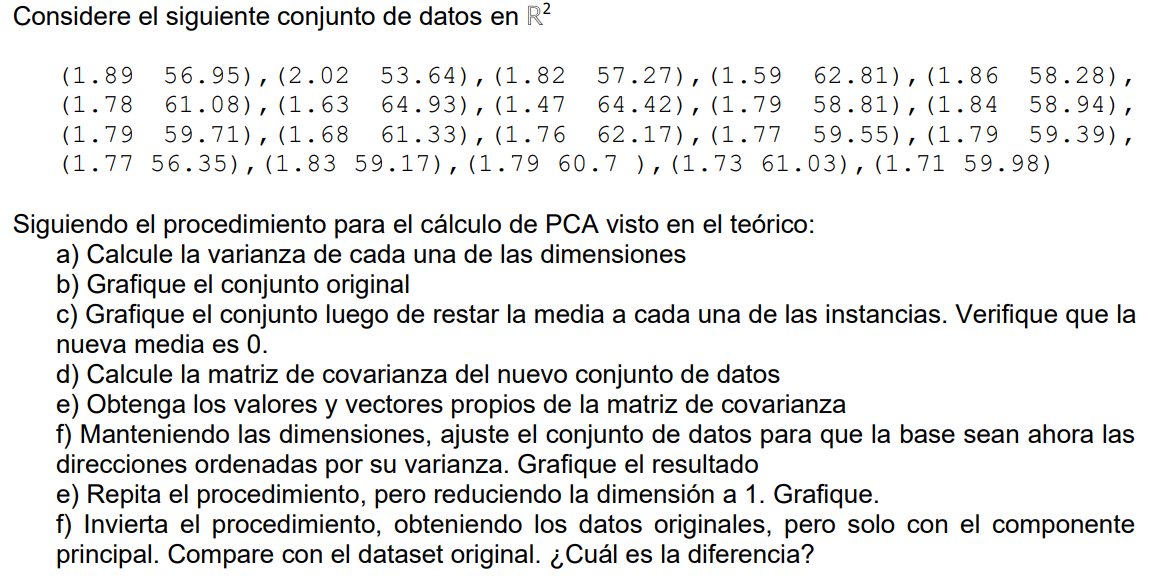 Considere el siguiente conjunto de datos en ℝ²
(1.89 56.95),(2.02 53.64),(1.82 57.27),(1.59 62.81),(1.86 58.28),
(1.78 61.08),(1.63 64.93),(1.47 64.42),(1.79 58.81),(1.84 58.94),
(1.79 59.71),(1.68 61.33),(1.76 62.17),(1.77 59.55),(1.79 59.39),
(1.77 56.35),(1.83 59.17),(1.79 60.7 ),(1.73 61.03),(1.71 59.98)
Siguiendo el procedimiento para el cálculo de PCA visto en el teórico:
a) Calcule la varianza de cada una de las dimensiones
b) Grafique el conjunto original
c) Grafique el conjunto luego de restar la media a cada una de las instancias. Verifique que la
nueva media es 0.
d) Calcule la matriz de covarianza del nuevo conjunto de datos
e) Obtenga los valores y vectores propios de la matriz de covarianza
f) Manteniendo las dimensiones, ajuste el conjunto de datos para que la base sean ahora las
direcciones ordenadas por su varianza. Grafique el resultado
e) Repita el procedimiento, pero reduciendo la dimensión a 1. Grafique.
f) Invierta el procedimiento, obteniendo los datos originales, pero solo con el componente
principal. Compare con el dataset original. ¿Cuál es la diferencia?